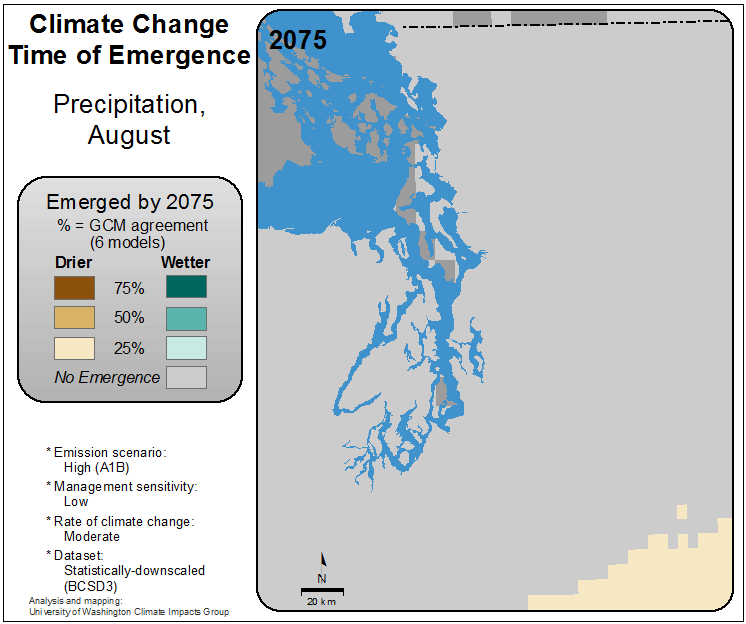 Climate Change
Time of Emergence
Precipitation,
August
Emerged by 2075
% = GCM agreement
(6 models)
Drier Wetter
75%
50%
25%
No Emergence
* Emission scenario:
High (A1B)
* Management sensitivity:
Low
* Rate of climate change:
Moderate
* Dataset:
Statistically-downscaled
(BCSD3)
Analysis and mapping:
University of Washington Climate Impacts Group
2075
N
20 km